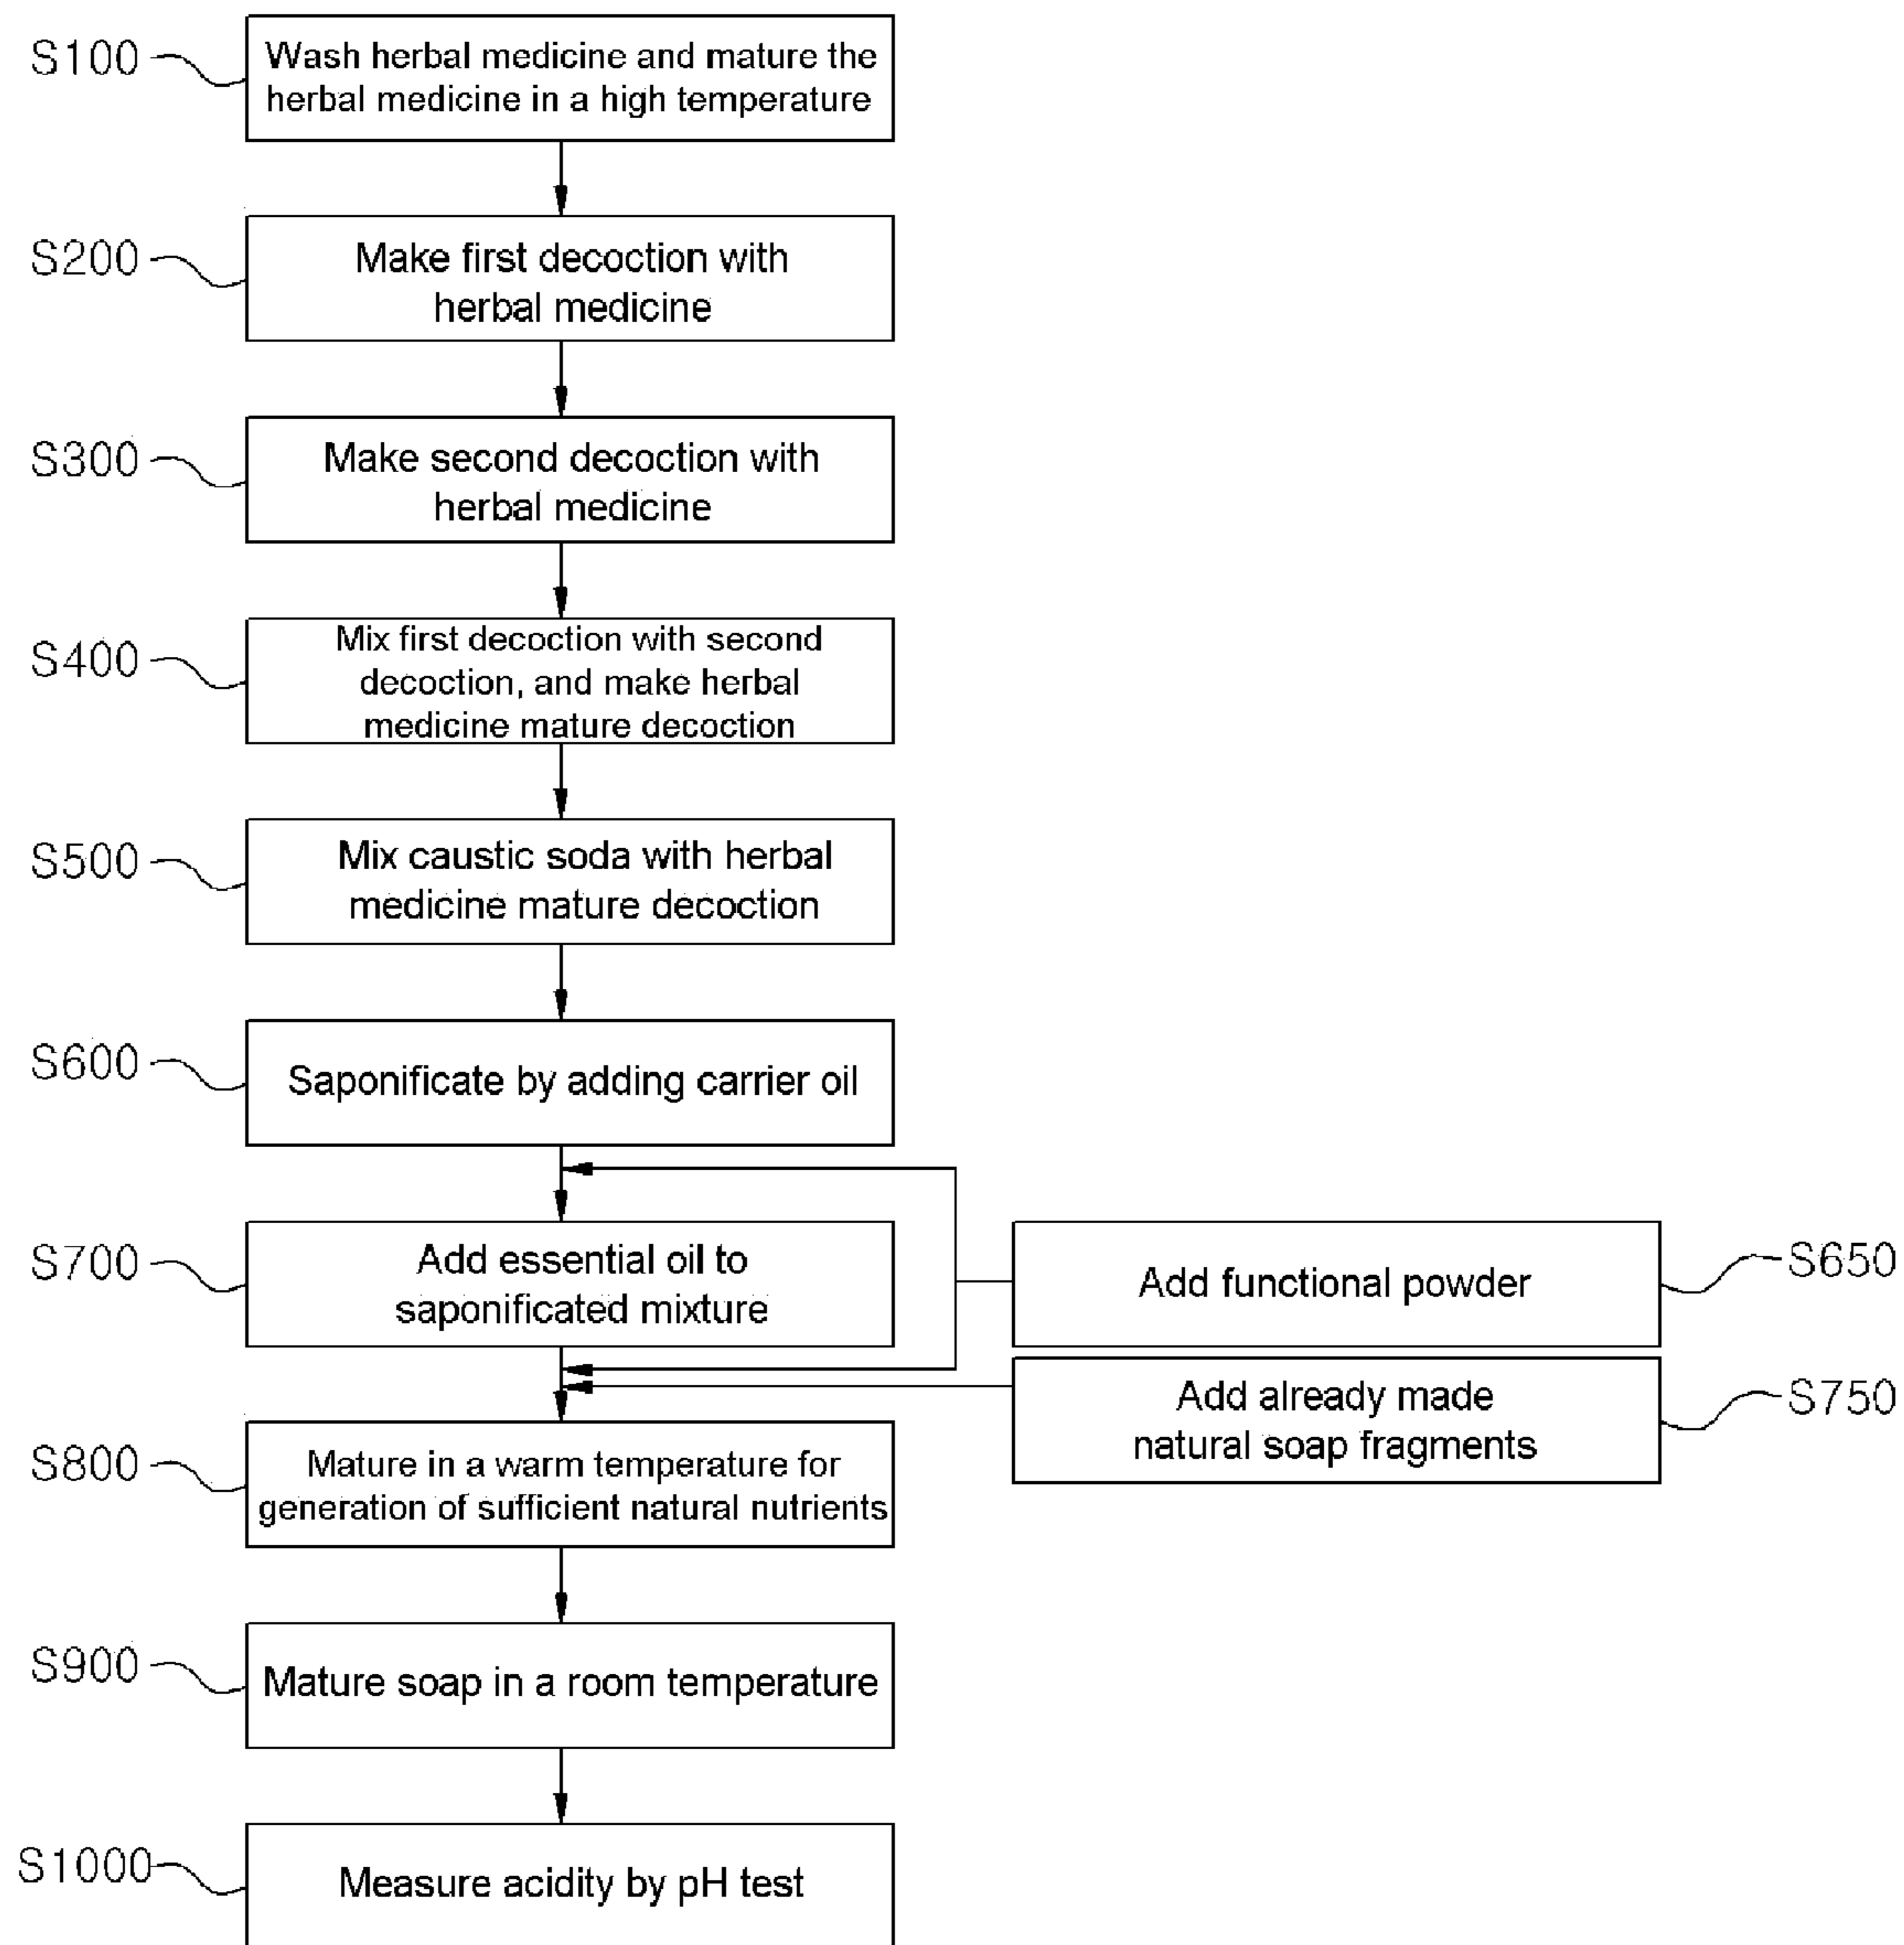 S100
Wash herbal medicine and mature the
herbal medicine in a high temperature
S200
Make first decoction with
herbal medicine
S300
Make second decoction with
herbal medicine
S400
Mix first decoction with second
decoction, and make herbal
medicine mature decoction
S500
Mix caustic soda with herbal
medicine mature decoction
S600
Saponificate by adding carrier oil
S700
Add essential oil to
saponificated mixture
Add functional powder
S650
Add already made
natural soap fragments
S750
S800
Mature in a warm temperature for
generation of sufficient natural nutrients
S900
Mature soap in a room temperature
S1000
Measure acidity by pH test